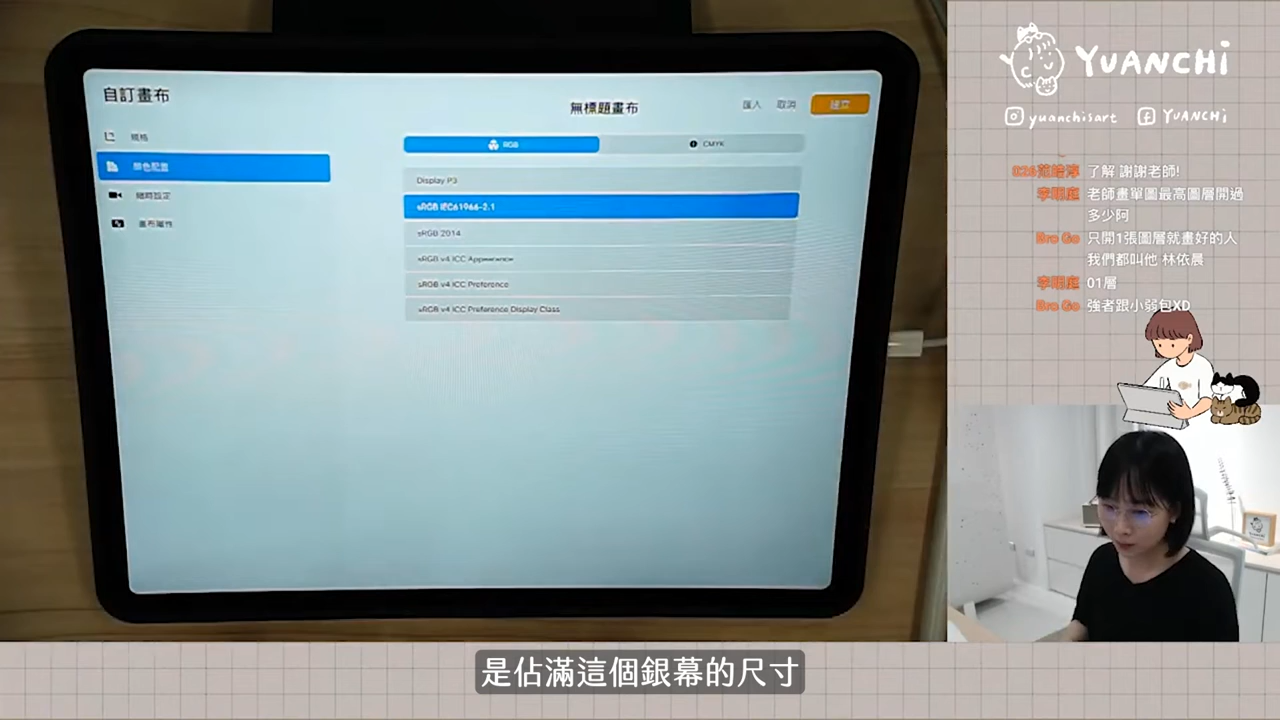 自訂畫布
無標題畫布
匯入
取消
建立
規格
顏色配置
縮時設定
畫布屬性
RGB
CMYK
Display P3
sRGB IEC61966-2.1
sRGB 2014
sRGB v4 ICC Appearance
sRGB v4 ICC Preference
sRGB v4 ICC Preference Display Class
YUANCHi
yuanchisart
YUANCHi
了解 謝謝老師!
李昭庭 老師畫單圖最高圖層開過
多少阿
Bro Go 只開1張圖層就畫好的人
我們都叫他 林依晨
李昭庭 01層
Bro Go 強者跟小弱包XD
是佔滿這個銀幕的尺寸